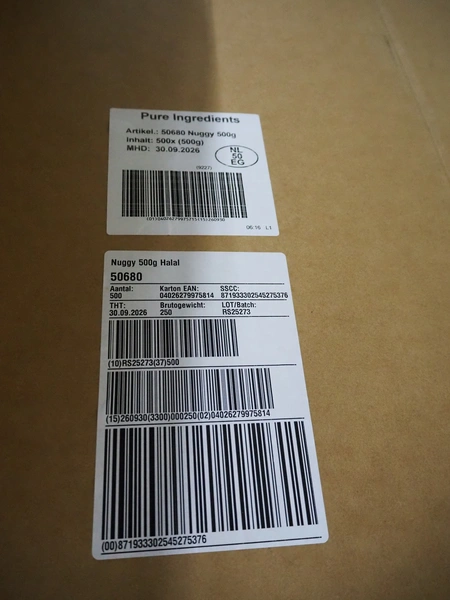 Pure Ingredients
Artikel.: 50680 Nuggy 500g
Inhalt: 500x (500g)
MHD: 30.09.2026
NL
50
EG
06:16 L1
Nuggy 500g Halal
50680
Aantal: Karton EAN: SSCC:
500 04026279975814 871933302545275376
THT: Brutogewicht: LOT/Batch:
30.09.2026 250 RS25273
(10)RS25273(37)500
(15)260930(3300)000250(02)04026279975814
(00)871933302545275376